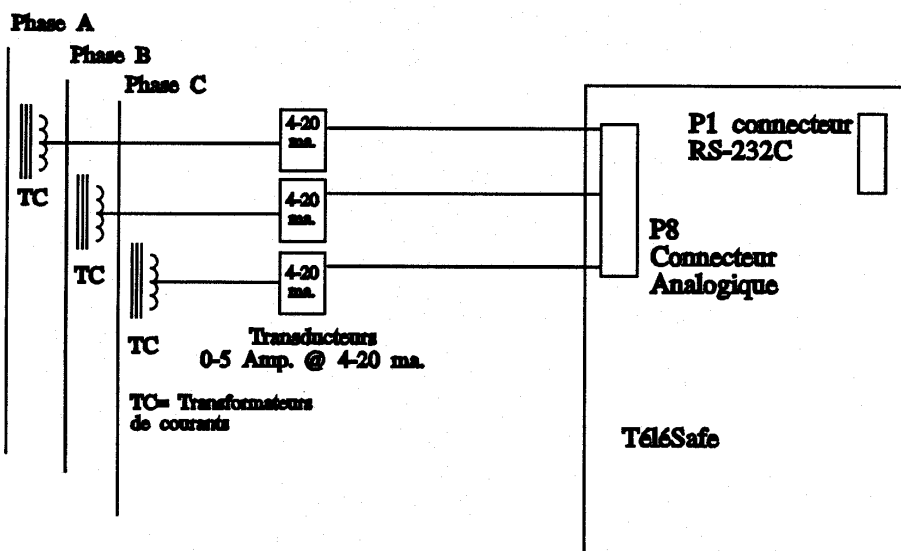 Phase A
Phase B
Phase C
TC
TC
TC
4-20
ma.
4-20
ma.
4-20
ma.
Transducteurs
0-5 Amp. @ 4-20 ma.
TC= Transformateurs
de courants
P1 connecteur
RS-232C
P8
Connecteur
Analogique
TéléSafe